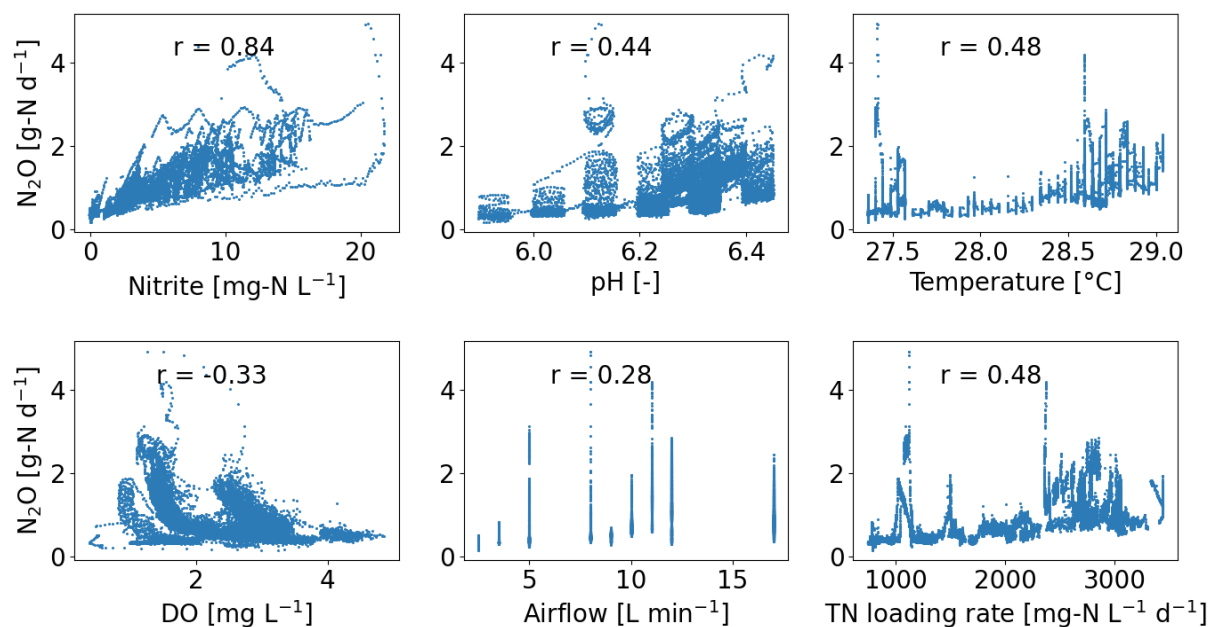 N₂O [g-N d⁻¹]
r = 0.84
4
2
0
0
10
20
Nitrite [mg-N L⁻¹]
r = 0.44
4
2
0
6.0
6.2
6.4
pH [-]
r = 0.48
4
2
0
27.5
28.0
28.5
29.0
Temperature [°C]
N₂O [g-N d⁻¹]
r = -0.33
4
2
0
2
4
DO [mg L⁻¹]
r = 0.28
4
2
0
5
10
15
Airflow [L min⁻¹]
r = 0.48
4
2
0
1000
2000
3000
TN loading rate [mg-N L⁻¹ d⁻¹]